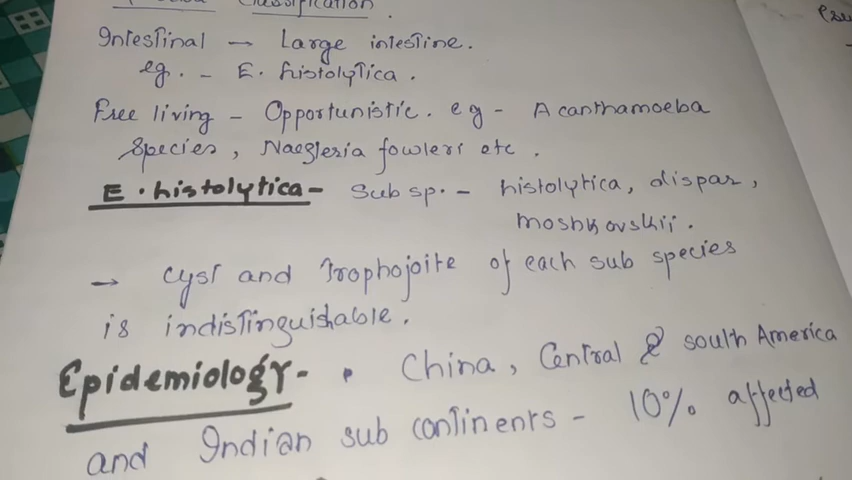 Classification.
Intestinal — Large intestine.
eg. - E. histolytica.
Free living - Opportunistic. eg - Acanthamoeba
Species, Naegleria fowleri etc.
E. histolytica - Sub sp. - histolytica, dispar,
moshkovskii.
→ Cyst and Trophojoite of each sub species
is indistinguishable.
Epidemiology - • China, Central & south America
and Indian sub continents - 10% affected